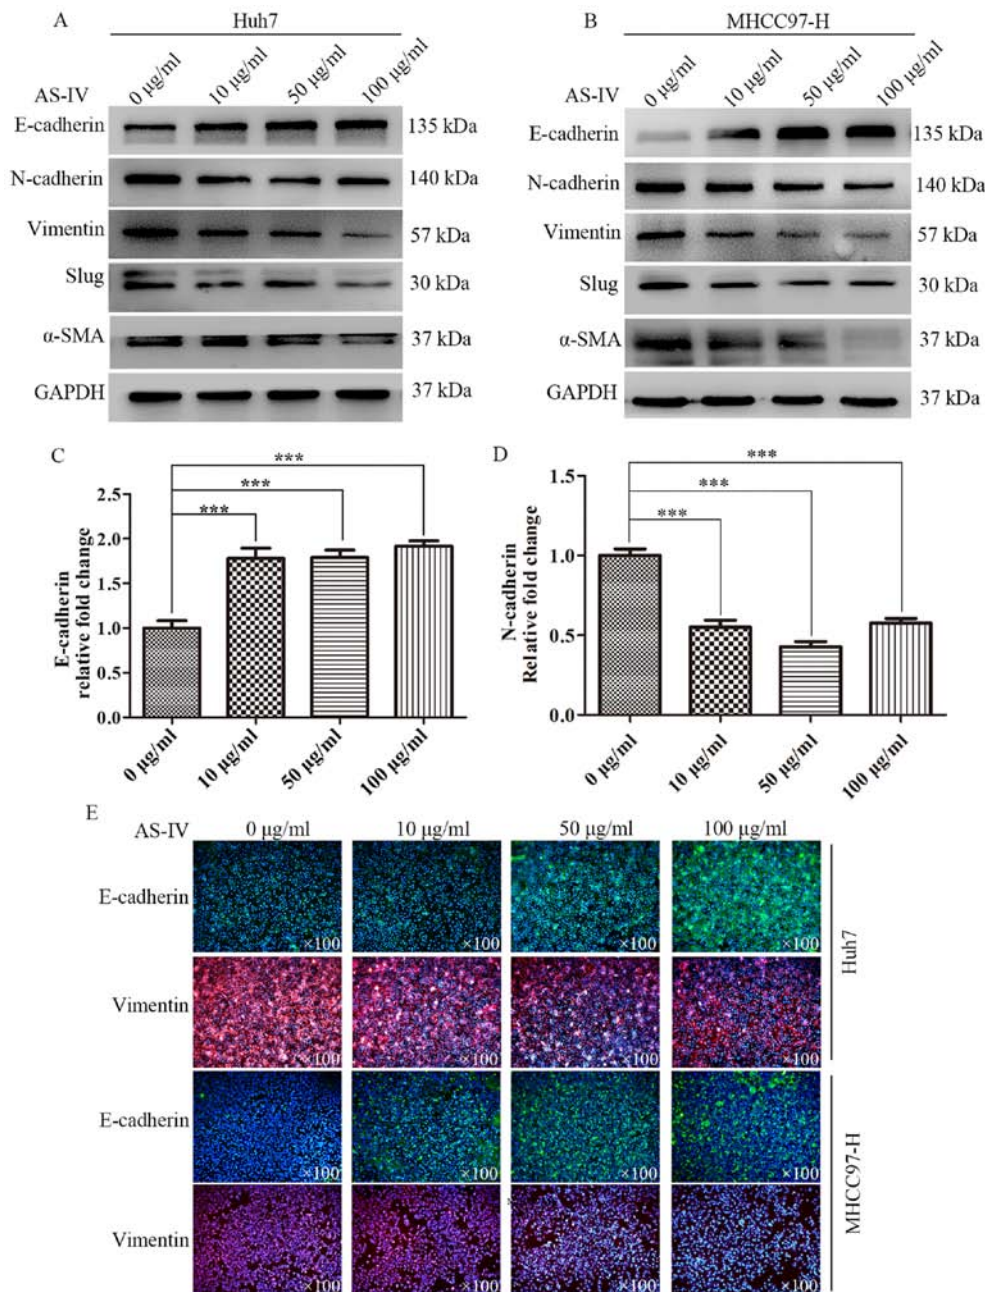 A
Huh7
AS-IV
0 μg/ml
10 μg/ml
50 μg/ml
100 μg/ml
E-cadherin 135 kDa
N-cadherin 140 kDa
Vimentin 57 kDa
Slug 30 kDa
α-SMA 37 kDa
GAPDH 37 kDa
B
MHCC97-H
AS-IV
0 μg/ml
10 μg/ml
50 μg/ml
100 μg/ml
E-cadherin 135 kDa
N-cadherin 140 kDa
Vimentin 57 kDa
Slug 30 kDa
α-SMA 37 kDa
GAPDH 37 kDa
C
***
***
***
E-cadherin
relative fold change
2.5
2.0
1.5
1.0
0.5
0.0
0 μg/ml
10 μg/ml
50 μg/ml
100 μg/ml
D
***
***
***
N-cadherin
Relative fold change
1.5
1.0
0.5
0.0
0 μg/ml
10 μg/ml
50 μg/ml
100 μg/ml
E
AS-IV 0 μg/ml 10 μg/ml 50 μg/ml 100 μg/ml
E-cadherin ×100 ×100 ×100 ×100
Vimentin ×100 ×100 ×100 ×100
Huh7
E-cadherin ×100 ×100 ×100 ×100
Vimentin ×100 ×100 ×100 ×100
MHCC97-H